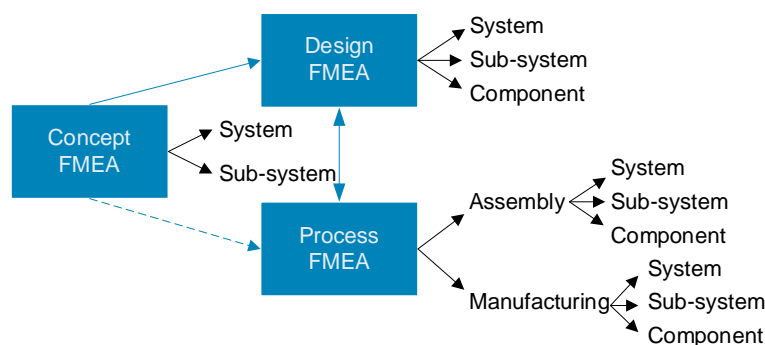 Design
FMEA
System
Sub-system
Component
Concept
FMEA
System
Sub-system
Process
FMEA
Assembly
System
Sub-system
Component
Manufacturing
System
Sub-system
Component